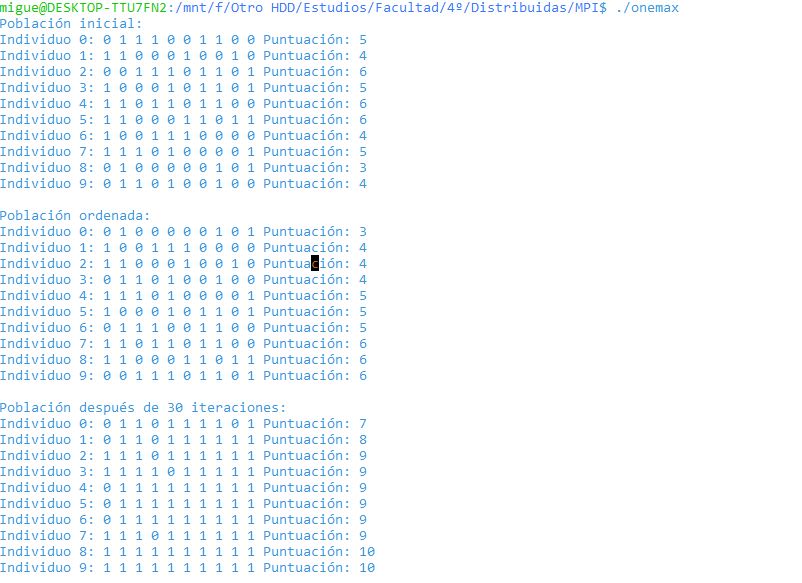 migue@DESKTOP-TTU7FN2:/mnt/f/Otro HDD/Estudios/Facultad/4º/Distribuidas/MPI$ ./onemax
Población inicial:
Individuo 0: 0 1 1 1 0 0 1 1 0 0 Puntuación: 5
Individuo 1: 1 1 0 0 0 1 0 0 1 0 Puntuación: 4
Individuo 2: 0 0 1 1 1 0 1 1 0 1 Puntuación: 6
Individuo 3: 1 0 0 0 1 0 1 1 0 1 Puntuación: 5
Individuo 4: 1 1 0 1 1 0 1 1 0 0 Puntuación: 6
Individuo 5: 1 1 0 0 0 1 1 0 1 1 Puntuación: 6
Individuo 6: 1 0 0 1 1 1 0 0 0 0 Puntuación: 4
Individuo 7: 1 1 1 0 1 0 0 0 0 1 Puntuación: 5
Individuo 8: 0 1 0 0 0 0 0 1 0 1 Puntuación: 3
Individuo 9: 0 1 1 0 1 0 0 1 0 0 Puntuación: 4
Población ordenada:
Individuo 0: 0 1 0 0 0 0 0 1 0 1 Puntuación: 3
Individuo 1: 1 0 0 1 1 1 0 0 0 0 Puntuación: 4
Individuo 2: 1 1 0 0 0 1 0 0 1 0 Puntuación: 4
Individuo 3: 0 1 1 0 1 0 0 1 0 0 Puntuación: 4
Individuo 4: 1 1 1 0 1 0 0 0 0 1 Puntuación: 5
Individuo 5: 1 0 0 0 1 0 1 1 0 1 Puntuación: 5
Individuo 6: 0 1 1 1 0 0 1 1 0 0 Puntuación: 5
Individuo 7: 1 1 0 1 1 0 1 1 0 0 Puntuación: 6
Individuo 8: 1 1 0 0 0 1 1 0 1 1 Puntuación: 6
Individuo 9: 0 0 1 1 1 0 1 1 0 1 Puntuación: 6
Población después de 30 iteraciones:
Individuo 0: 0 1 1 0 1 1 1 1 0 1 Puntuación: 7
Individuo 1: 0 1 1 0 1 1 1 1 1 1 Puntuación: 8
Individuo 2: 1 1 1 0 1 1 1 1 1 1 Puntuación: 9
Individuo 3: 1 1 1 1 0 1 1 1 1 1 Puntuación: 9
Individuo 4: 0 1 1 1 1 1 1 1 1 1 Puntuación: 9
Individuo 5: 0 1 1 1 1 1 1 1 1 1 Puntuación: 9
Individuo 6: 0 1 1 1 1 1 1 1 1 1 Puntuación: 9
Individuo 7: 1 1 1 0 1 1 1 1 1 1 Puntuación: 9
Individuo 8: 1 1 1 1 1 1 1 1 1 1 Puntuación: 10
Individuo 9: 1 1 1 1 1 1 1 1 1 1 Puntuación: 10